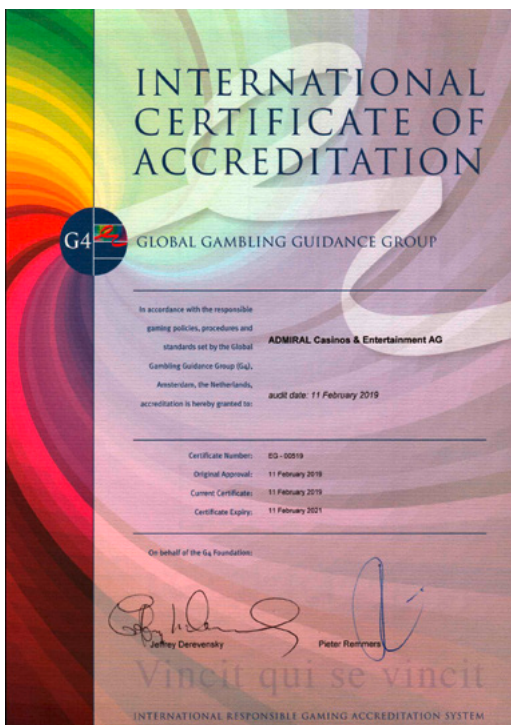 INTERNATIONAL
CERTIFICATE OF
ACCREDITATION
G4
GLOBAL GAMBLING GUIDANCE GROUP
In accordance with the responsible
gaming policies, procedures and
standards set by the Global
Gambling Guidance Group (G4),
Amsterdam, the Netherlands,
accreditation is hereby granted to:
ADMIRAL Casinos & Entertainment AG
audit date: 11 February 2019
Certificate Number: EG - 00519
Original Approval: 11 February 2019
Current Certificate: 11 February 2019
Certificate Expiry: 11 February 2021
On behalf of the G4 Foundation:
Jeffrey Derevensky
Pieter Remmers
Vincit qui se vincit
INTERNATIONAL RESPONSIBLE GAMING ACCREDITATION SYSTEM